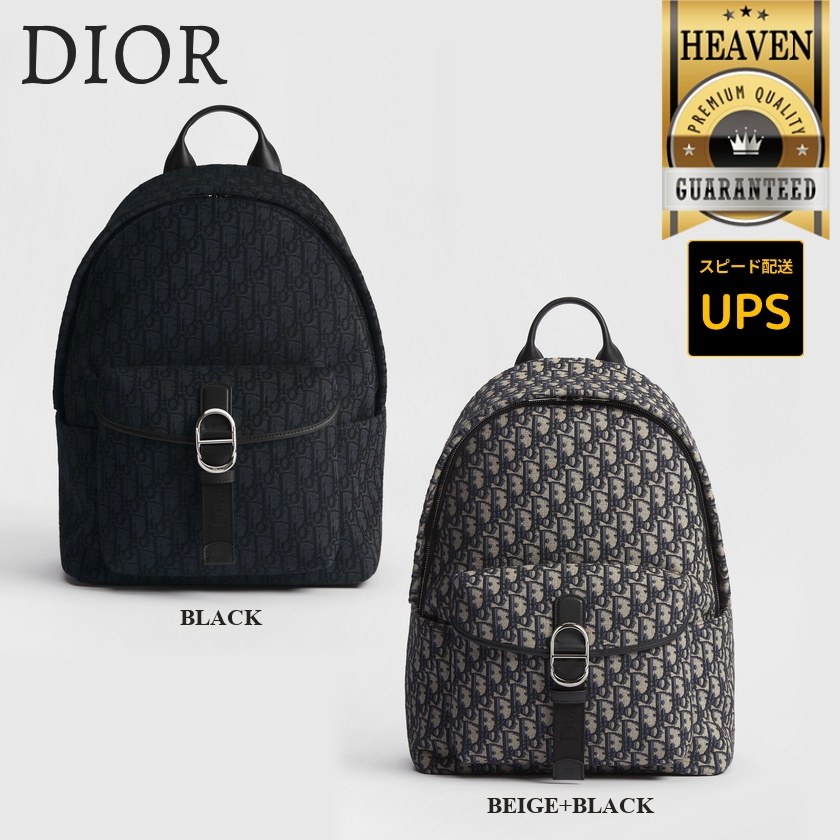 DIOR
HEAVEN
PREMIUM QUALITY
GUARANTEED
スピード配送
UPS
BLACK
BEIGE+BLACK